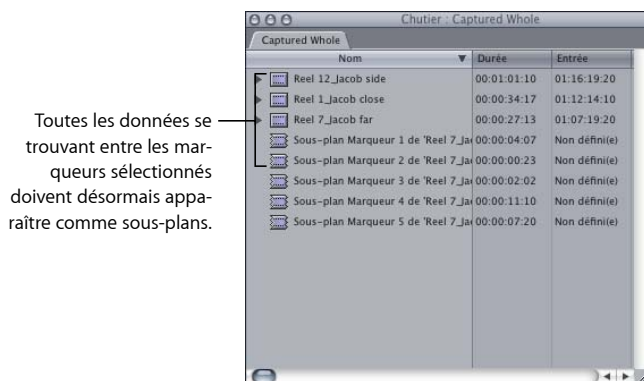 Chutier : Captured Whole
Captured Whole
Nom Durée Entrée
Reel 12_Jacob side 00:01:01:10 01:16:19:20
Reel 1_Jacob close 00:00:34:17 01:12:14:10
Reel 7_Jacob far 00:00:27:13 01:07:19:20
Sous-plan Marqueur 1 de 'Reel 7_Ja 00:00:04:07 Non défini(e)
Sous-plan Marqueur 2 de 'Reel 7_Ja 00:00:00:23 Non défini(e)
Sous-plan Marqueur 3 de 'Reel 7_Ja 00:00:02:02 Non défini(e)
Sous-plan Marqueur 4 de 'Reel 7_Ja 00:00:11:10 Non défini(e)
Sous-plan Marqueur 5 de 'Reel 7_Ja 00:00:07:20 Non défini(e)
Toutes les données se
trouvant entre les mar-
queurs sélectionnés
doivent désormais appa-
raître comme sous-plans.